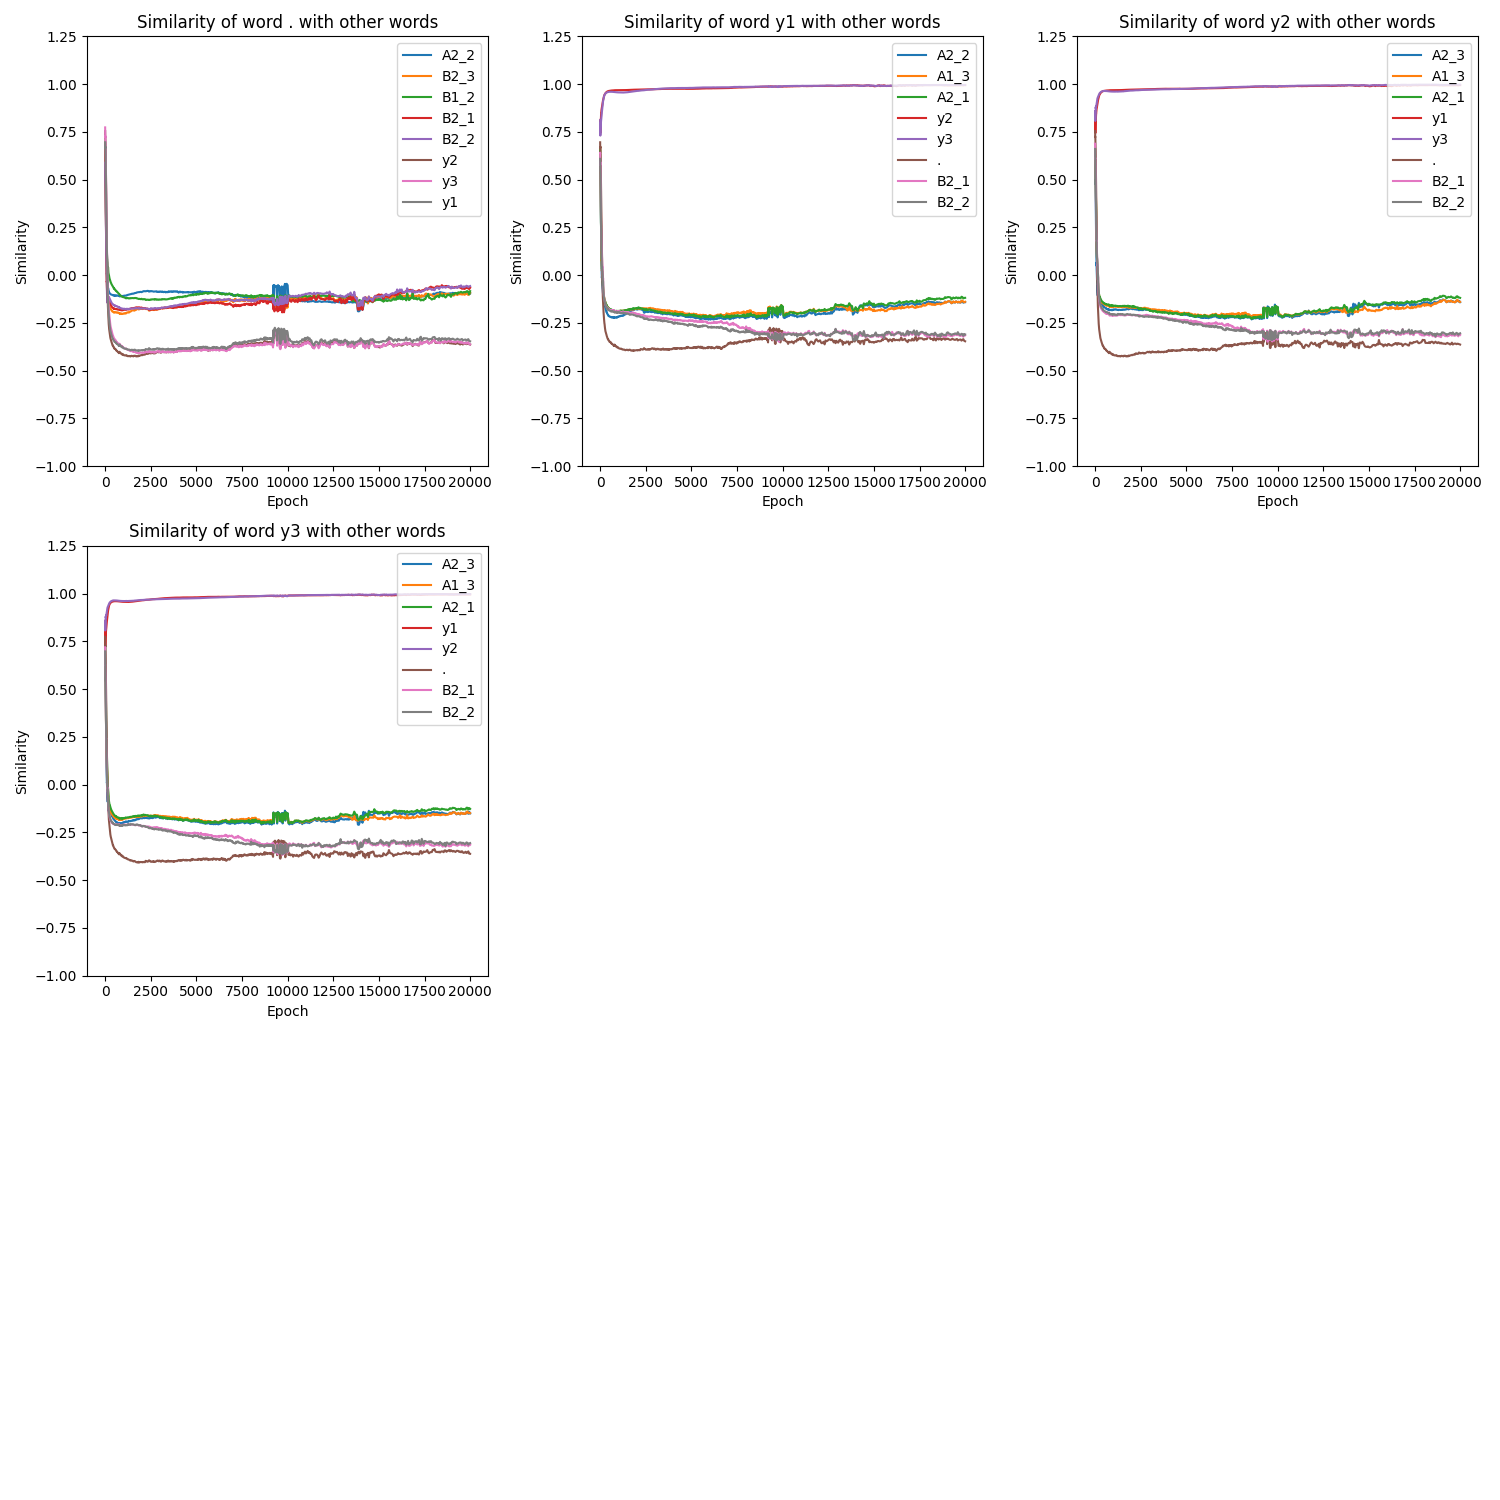 Similarity of word . with other words
1.25
1.00
0.75
0.50
0.25
0.00
−0.25
−0.50
−0.75
−1.00
Similarity
A2_2
B2_3
B1_2
B2_1
B2_2
y2
y3
y1
0 2500 5000 7500 10000 12500 15000 17500 20000
Epoch
Similarity of word y1 with other words
1.25
1.00
0.75
0.50
0.25
0.00
−0.25
−0.50
−0.75
−1.00
Similarity
A2_2
A1_3
A2_1
y2
y3
.
B2_1
B2_2
0 2500 5000 7500 10000 12500 15000 17500 20000
Epoch
Similarity of word y2 with other words
1.25
1.00
0.75
0.50
0.25
0.00
−0.25
−0.50
−0.75
−1.00
Similarity
A2_3
A1_3
A2_1
y1
y3
.
B2_1
B2_2
0 2500 5000 7500 10000 12500 15000 17500 20000
Epoch
Similarity of word y3 with other words
1.25
1.00
0.75
0.50
0.25
0.00
−0.25
−0.50
−0.75
−1.00
Similarity
A2_3
A1_3
A2_1
y1
y2
.
B2_1
B2_2
0 2500 5000 7500 10000 12500 15000 17500 20000
Epoch